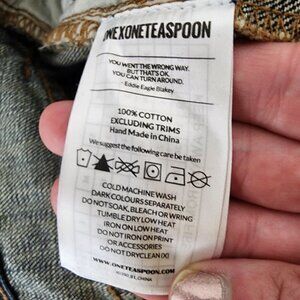 ONEXONETEASPOON
YOU WENT THE WRONG WAY.
BUT THATS OK.
YOU CAN TURN AROUND.
- Eddie Eagle Blakey
100% COTTON
EXCLUDING TRIMS
Hand Made in China
We suggest the following care be taken
COLD MACHINE WASH
DARK COLOURS SEPARATELY
DO NOT SOAK, BLEACH OR WRING
TUMBLE DRY LOW HEAT
IRON ON LOW HEAT
DO NOT IRON ON PRINT
OR ACCESSORIES
DO NOT DRYCLEAN (X)
WWW.ONETEASPOON.COM